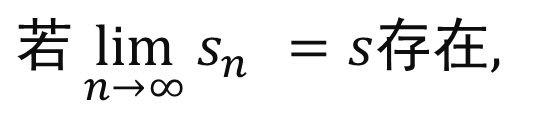 若 lim_{n→∞} s_n = s存在,